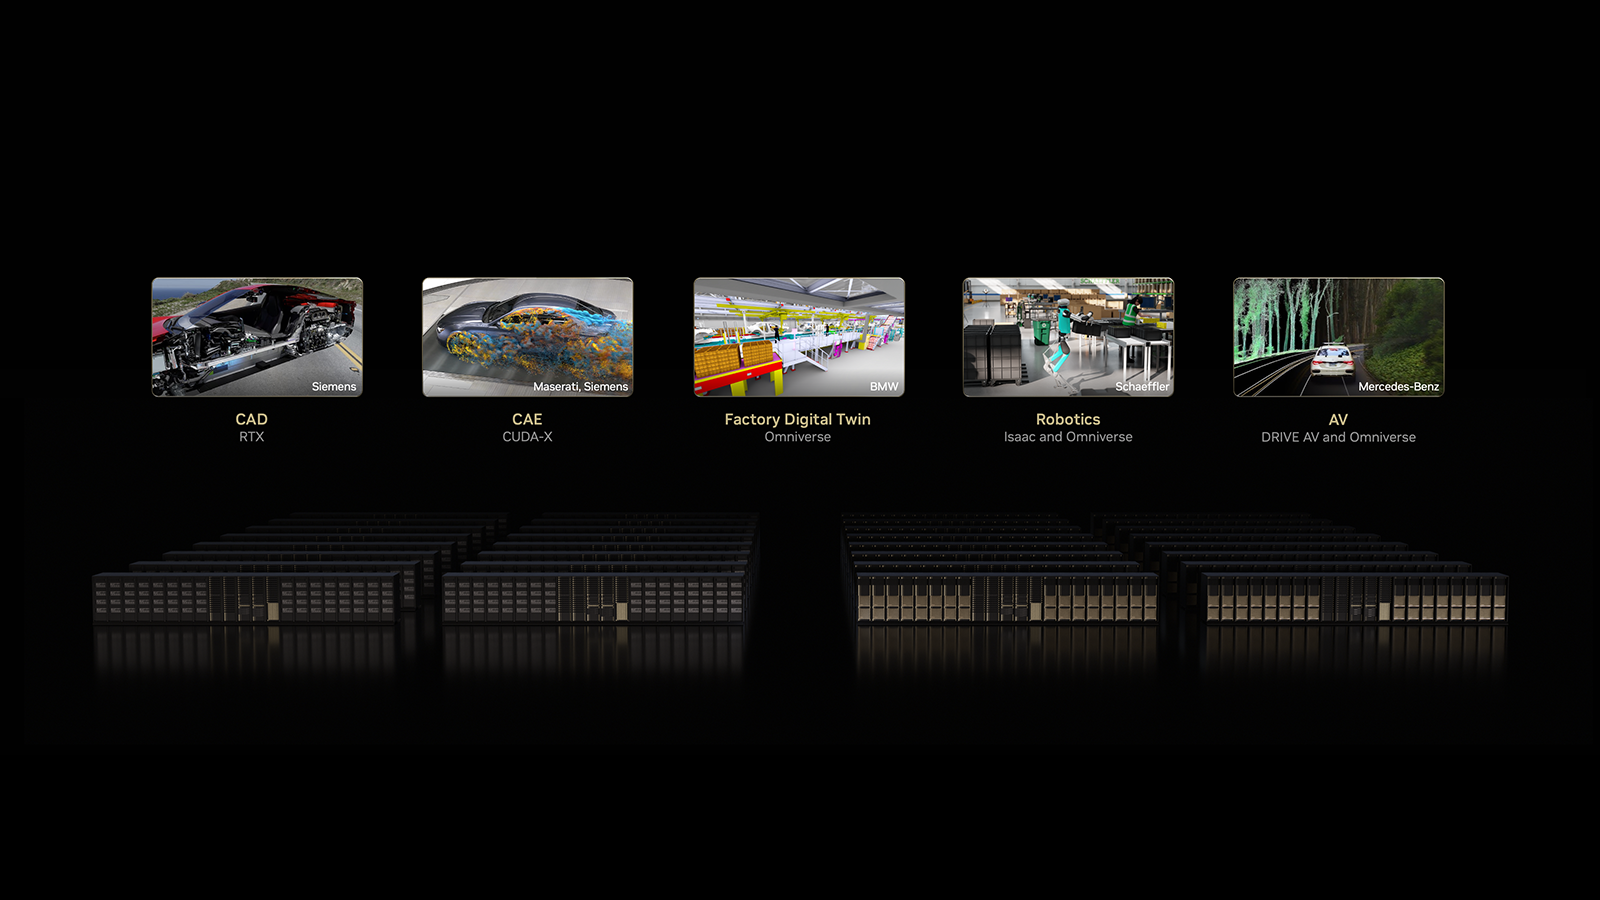 Siemens
Maserati, Siemens
BMW
Schaeffler
Mercedes-Benz
CAD
CAE
Factory Digital Twin
Robotics
AV
RTX
CUDA-X
Omniverse
Isaac and Omniverse
DRIVE AV and Omniverse